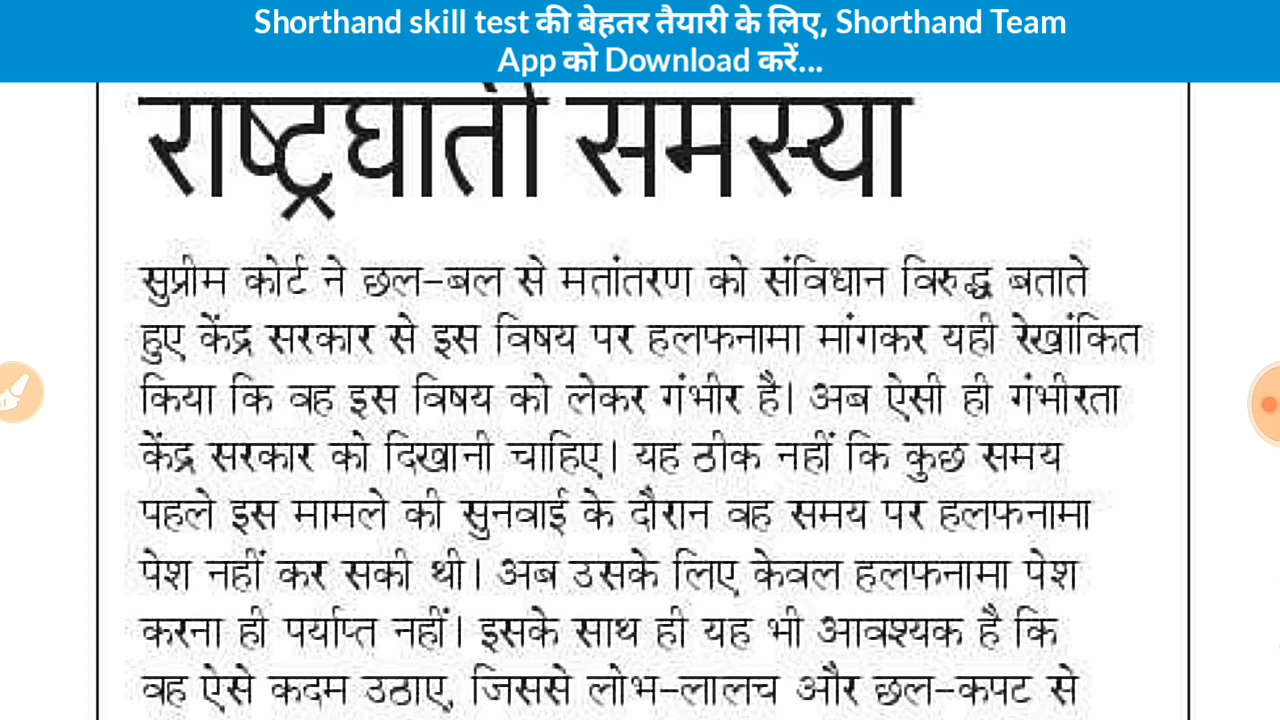 Shorthand skill test की बेहतर तैयारी के लिए, Shorthand Team
App को Download करें...
राष्ट्रघाती समस्या
सुप्रीम कोर्ट ने छल-बल से मतांतरण को संविधान विरुद्ध बताते
हुए केंद्र सरकार से इस विषय पर हलफनामा मांगकर यही रेखांकित
किया कि वह इस विषय को लेकर गंभीर है। अब ऐसी ही गंभीरता
केंद्र सरकार को दिखानी चाहिए। यह ठीक नहीं कि कुछ समय
पहले इस मामले की सुनवाई के दौरान वह समय पर हलफनामा
पेश नहीं कर सकी थी। अब उसके लिए केवल हलफनामा पेश
करना ही पर्याप्त नहीं। इसके साथ ही यह भी आवश्यक है कि
वह ऐसे कदम उठाए, जिससे लोभ-लालच और छल-कपट से